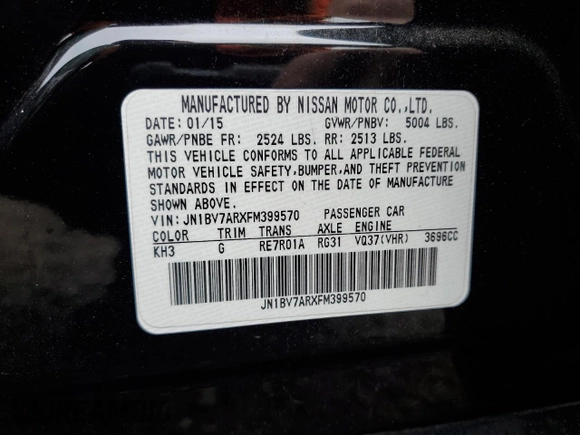 MANUFACTURED BY NISSAN MOTOR CO.,LTD.
DATE: 01/15 GVWR/PNBV: 5004 LBS.
GAWR/PNBE FR: 2524 LBS. RR: 2513 LBS.
THIS VEHICLE CONFORMS TO ALL APPLICABLE FEDERAL
MOTOR VEHICLE SAFETY,BUMPER,AND THEFT PREVENTION
STANDARDS IN EFFECT ON THE DATE OF MANUFACTURE
SHOWN ABOVE.
VIN: JN1BV7ARXFM399570 PASSENGER CAR
COLOR TRIM TRANS AXLE ENGINE
KH3 G RE7R01A RG31 VQ37(VHR) 3696CC
JN1BV7ARXFM399570